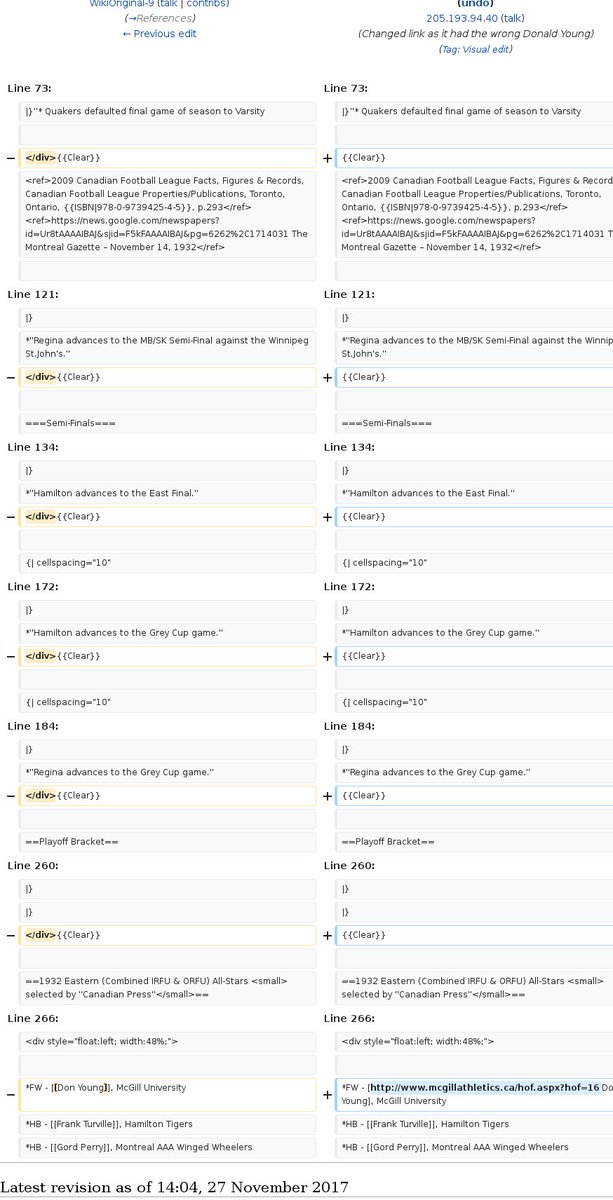 WikiOriginal-9 (talk | contribs)
(→References)
← Previous edit
(undo)
205.193.94.40 (talk)
(Changed link as it had the wrong Donald Young)
(Tag: Visual edit)
Line 73: Line 73:
|}''* Quakers defaulted final game of season to Varsity |}''* Quakers defaulted final game of season to Varsity
− </div>{{Clear}} + {{Clear}}
<ref>2009 Canadian Football League Facts, Figures & Records, <ref>2009 Canadian Football League Facts, Figures & Record
Canadian Football League Properties/Publications, Toronto, Canadian Football League Properties/Publications, Toronto,
Ontario, {{ISBN|978-0-9739425-4-5}}, p.293</ref> Ontario, {{ISBN|978-0-9739425-4-5}}, p.293</ref>
<ref>https://news.google.com/newspapers? <ref>https://news.google.com/newspapers?
id=Ur8tAAAAIBAJ&sjid=F5kFAAAAIBAJ&pg=6262%2C1714031 The id=Ur8tAAAAIBAJ&sjid=F5kFAAAAIBAJ&pg=6262%2C1714031 T
Montreal Gazette – November 14, 1932</ref> Montreal Gazette – November 14, 1932</ref>
Line 121: Line 121:
|} |}
*''Regina advances to the MB/SK Semi-Final against the Winnipeg *''Regina advances to the MB/SK Semi-Final against the Winnip
St.John's.'' St.John's.''
− </div>{{Clear}} + {{Clear}}
===Semi-Finals=== ===Semi-Finals===
Line 134: Line 134:
|} |}
*''Hamilton advances to the East Final.'' *''Hamilton advances to the East Final.''
− </div>{{Clear}} + {{Clear}}
{| cellspacing="10" {| cellspacing="10"
Line 172: Line 172:
|} |}
*''Hamilton advances to the Grey Cup game.'' *''Hamilton advances to the Grey Cup game.''
− </div>{{Clear}} + {{Clear}}
{| cellspacing="10" {| cellspacing="10"
Line 184: Line 184:
|} |}
*''Regina advances to the Grey Cup game.'' *''Regina advances to the Grey Cup game.''
− </div>{{Clear}} + {{Clear}}
==Playoff Bracket== ==Playoff Bracket==
Line 260: Line 260:
|} |}
|} |}
− </div>{{Clear}} + {{Clear}}
==1932 Eastern (Combined IRFU & ORFU) All-Stars <small> ==1932 Eastern (Combined IRFU & ORFU) All-Stars <small>
selected by ''Canadian Press''</small>== selected by ''Canadian Press''</small>==
Line 266: Line 266:
<div style="float:left; width:48%;"> <div style="float:left; width:48%;">
− *FW - [[Don Young]], McGill University + *FW - [http://www.mcgillathletics.ca/hof.aspx?hof=16 Do
Young], McGill University
*HB - [[Frank Turville]], Hamilton Tigers *HB - [[Frank Turville]], Hamilton Tigers
*HB - [[Gord Perry]], Montreal AAA Winged Wheelers *HB - [[Gord Perry]], Montreal AAA Winged Wheelers
Latest revision as of 14:04, 27 November 2017